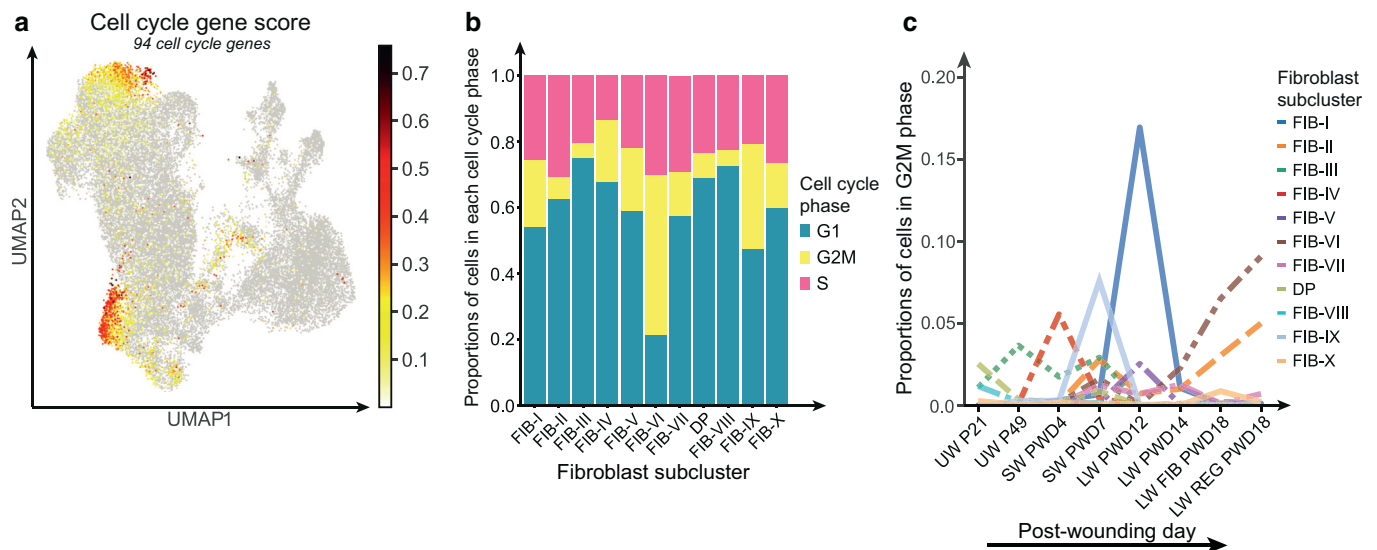 a
Cell cycle gene score
94 cell cycle genes
UMAP2
UMAP1
0.7
0.6
0.5
0.4
0.3
0.2
0.1
b
Proportions of cells in each cell cycle phase
1.0
0.8
0.6
0.4
0.2
0.0
FIB-I
FIB-II
FIB-III
FIB-IV
FIB-V
FIB-VI
FIB-VII
DP
FIB-VIII
FIB-IX
FIB-X
Fibroblast subcluster
Cell cycle
phase
G1
G2M
S
c
Proportions of cells in G2M phase
0.20
0.15
0.10
0.05
0.0
UW P21
UW P49
SW PWD4
SW PWD7
LW PWD12
LW PWD14
LW FIB PWD18
LW REG PWD18
Post-wounding day
Fibroblast
subcluster
FIB-I
FIB-II
FIB-III
FIB-IV
FIB-V
FIB-VI
FIB-VII
DP
FIB-VIII
FIB-IX
FIB-X